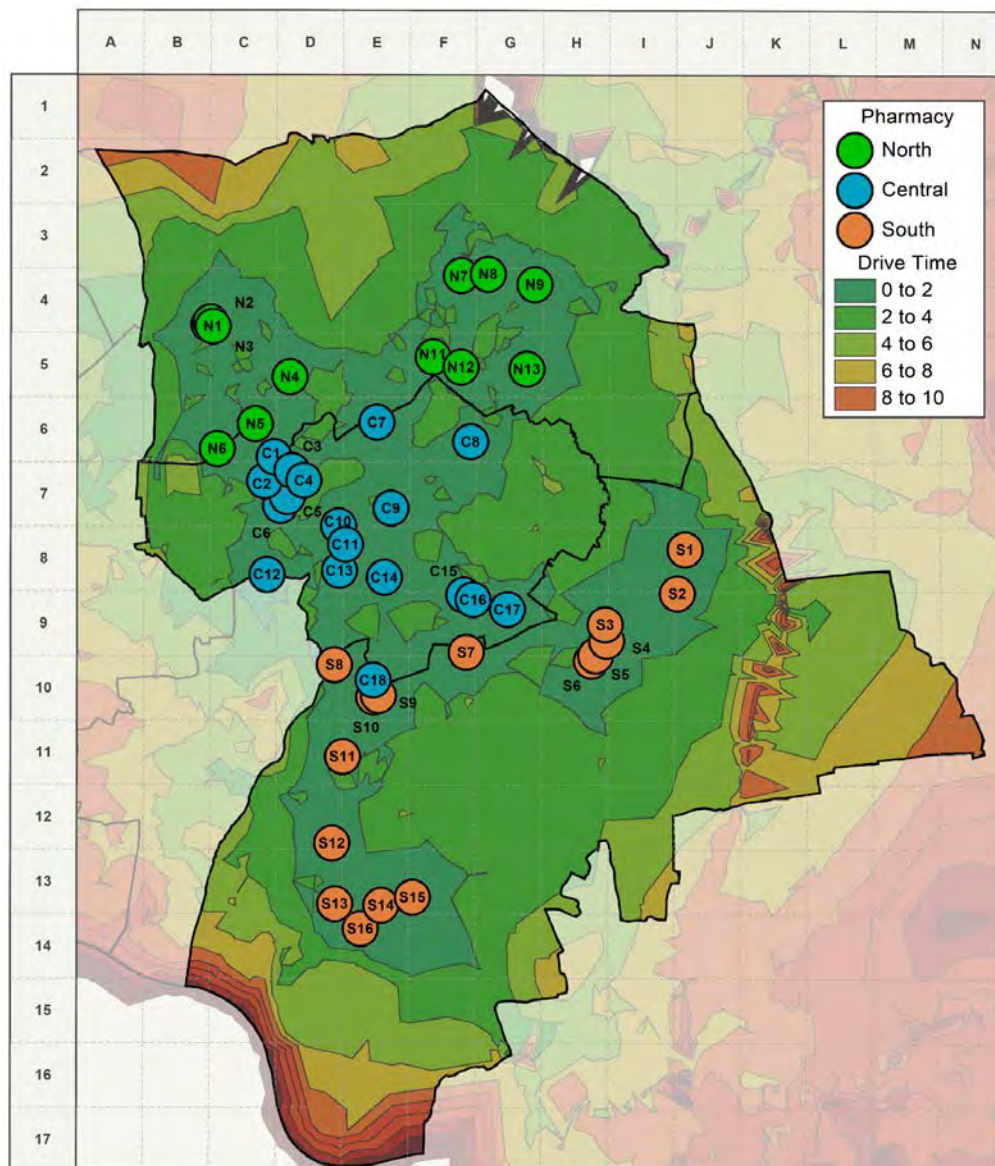 A B C D E F G H I J K L M N
1
2
3
4
5
6
7
8
9
10
11
12
13
14
15
16
17
Pharmacy
North
Central
South
Drive Time
0 to 2
2 to 4
4 to 6
6 to 8
8 to 10
N7 N8 N9
N2
N1
N3
N11 N12 N13
N4
N5
N6
C7
C8
C3
C1
C2 C4
C5
C6
C9
C10
C11
C13
C12
C14
C15
C16
C17
S1
S2
S3
S4
S5
S6
S7
S8
C18
S9
S10
S11
S12
S13 S14 S15
S16